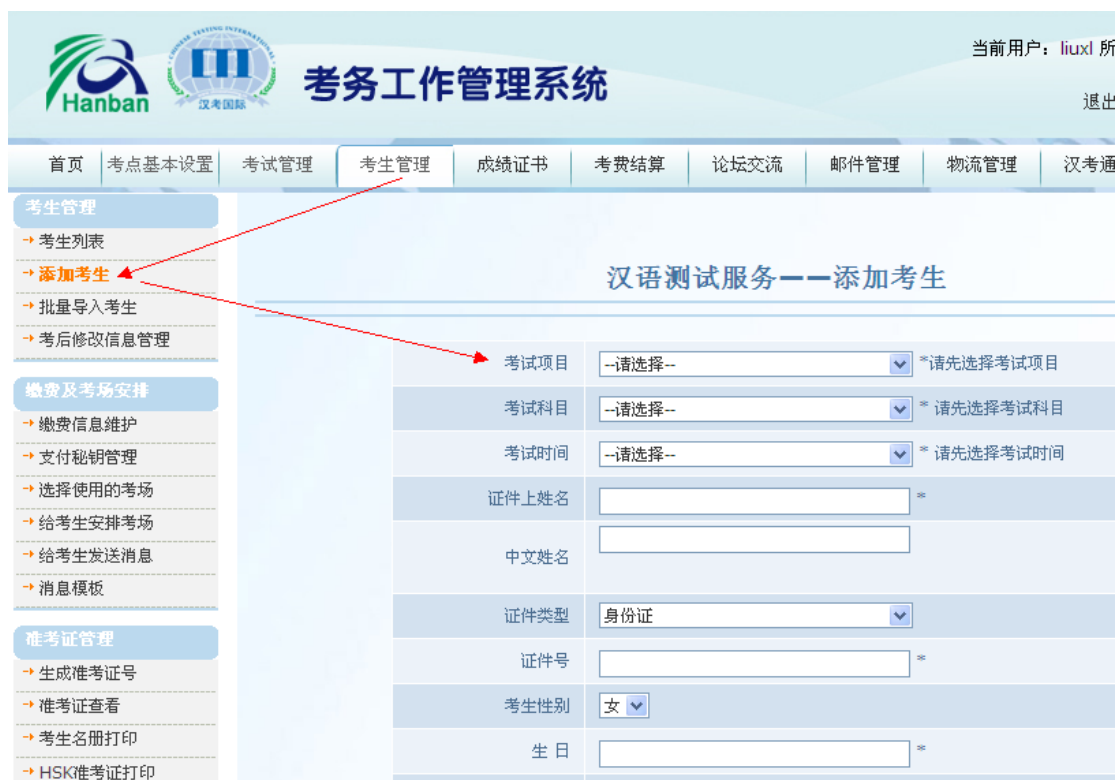 Hanban
CHINESE TESTING INTERNATIONAL
汉考国际
考务工作管理系统
当前用户：liuxl 所
退出
首页 考点基本设置 考试管理 考生管理 成绩证书 考费结算 论坛交流 邮件管理 物流管理 汉考通
考生管理
考生列表
添加考生
批量导入考生
考后修改信息管理
缴费及考场安排
缴费信息维护
支付秘钥管理
选择使用的考场
给考生安排考场
给考生发送消息
消息模板
准考证管理
生成准考证号
准考证查看
考生名册打印
HSK准考证打印
汉语测试服务——添加考生
考试项目 --请选择-- *请先选择考试项目
考试科目 --请选择-- * 请先选择考试科目
考试时间 --请选择-- * 请先选择考试时间
证件上姓名 *
中文姓名
证件类型 身份证
证件号 *
考生性别 女
生 日 *